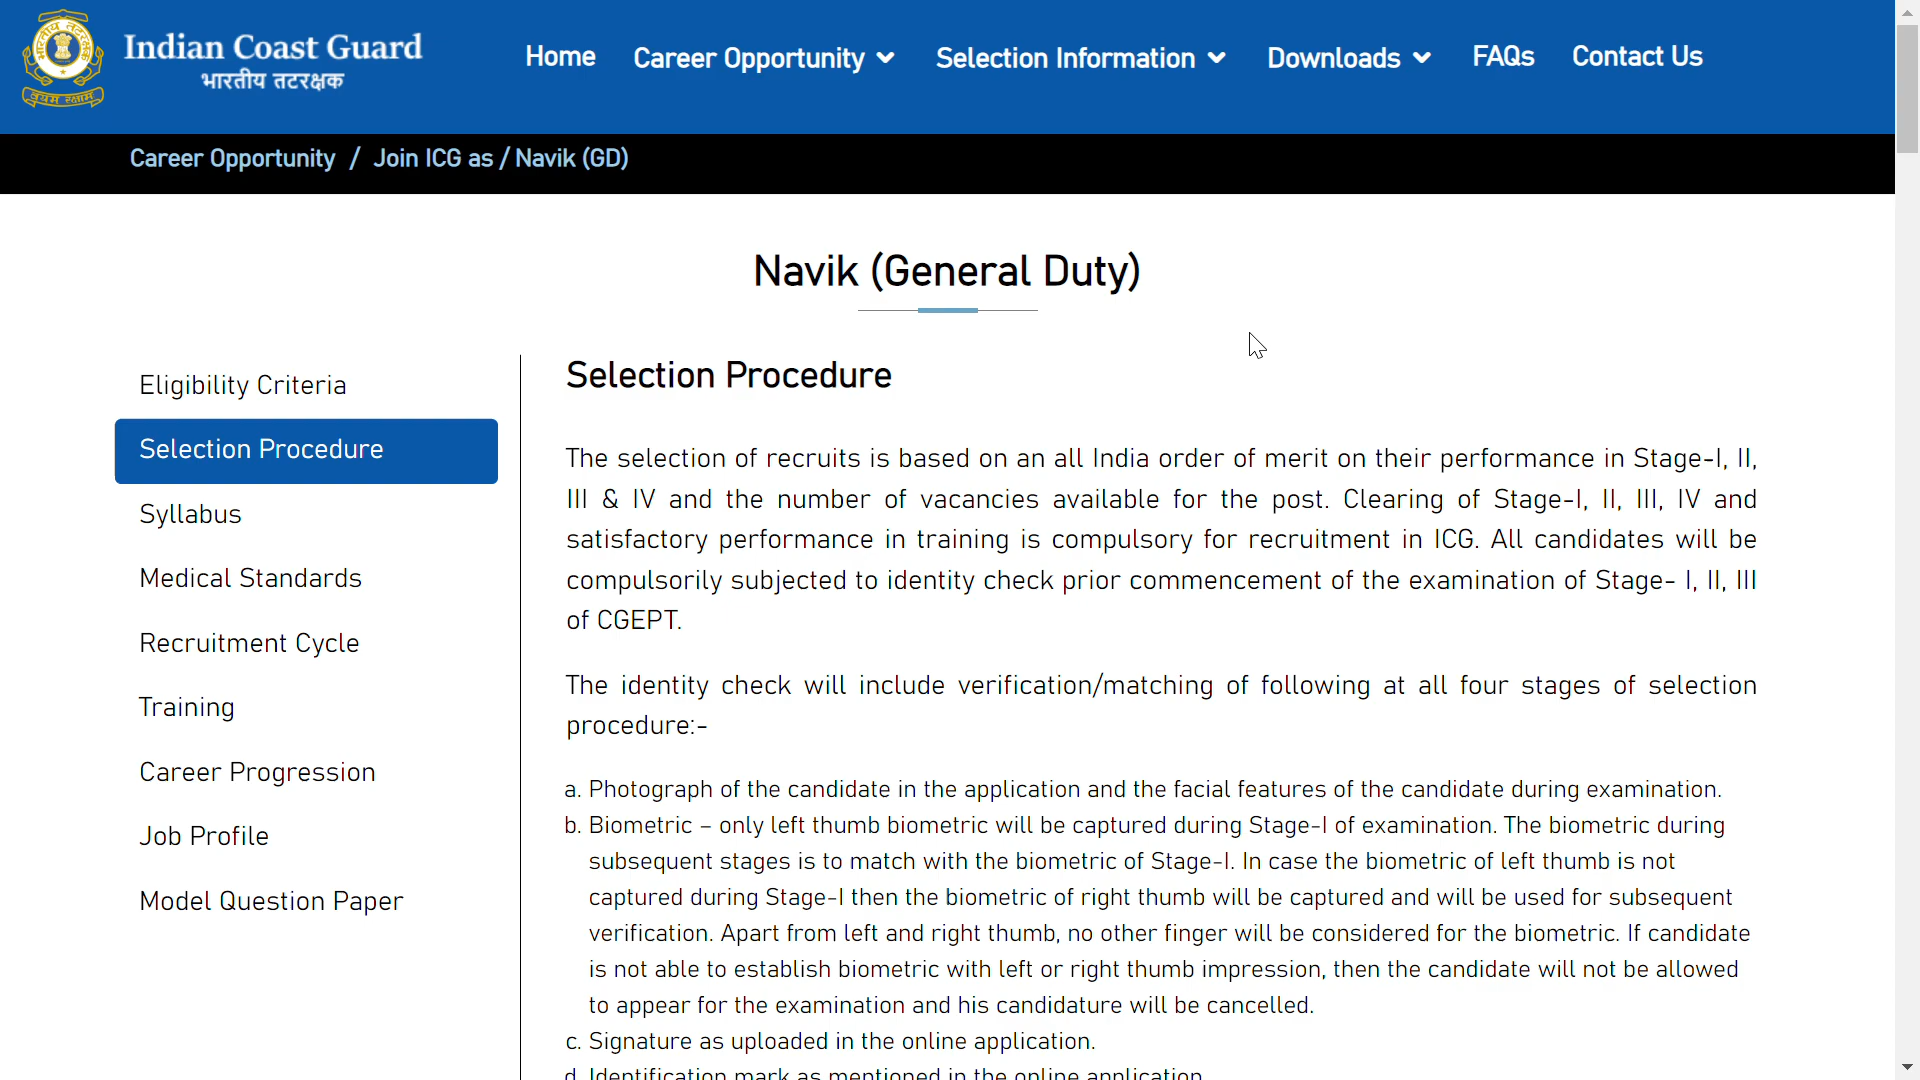 Indian Coast Guard
भारतीय तटरक्षक
Home
Career Opportunity
Selection Information
Downloads
FAQs
Contact Us
Career Opportunity / Join ICG as / Navik (GD)
Navik (General Duty)
Eligibility Criteria
Selection Procedure
Syllabus
Medical Standards
Recruitment Cycle
Training
Career Progression
Job Profile
Model Question Paper
Selection Procedure
The selection of recruits is based on an all India order of merit on their performance in Stage-I, II,
III & IV and the number of vacancies available for the post. Clearing of Stage-I, II, III, IV and
satisfactory performance in training is compulsory for recruitment in ICG. All candidates will be
compulsorily subjected to identity check prior commencement of the examination of Stage- I, II, III
of CGEPT.
The identity check will include verification/matching of following at all four stages of selection
procedure:-
a. Photograph of the candidate in the application and the facial features of the candidate during examination.
b. Biometric – only left thumb biometric will be captured during Stage-I of examination. The biometric during
subsequent stages is to match with the biometric of Stage-I. In case the biometric of left thumb is not
captured during Stage-I then the biometric of right thumb will be captured and will be used for subsequent
verification. Apart from left and right thumb, no other finger will be considered for the biometric. If candidate
is not able to establish biometric with left or right thumb impression, then the candidate will not be allowed
to appear for the examination and his candidature will be cancelled.
c. Signature as uploaded in the online application.
d. Identification mark as mentioned in the online application.